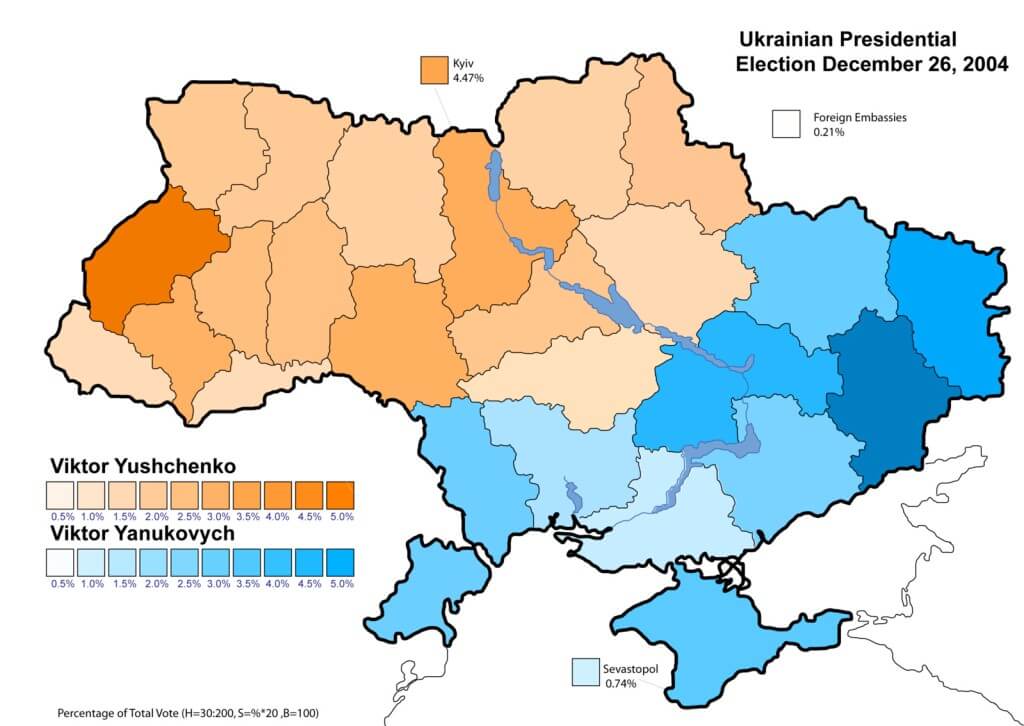 Ukrainian Presidential
Election December 26, 2004
Kyiv
4.47%
Foreign Embassies
0.21%
Viktor Yushchenko
0.5% 1.0% 1.5% 2.0% 2.5% 3.0% 3.5% 4.0% 4.5% 5.0%
Viktor Yanukovych
0.5% 1.0% 1.5% 2.0% 2.5% 3.0% 3.5% 4.0% 4.5% 5.0%
Sevastopol
0.74%
Percentage of Total Vote (H=30:200, S=%*20 ,B=100)